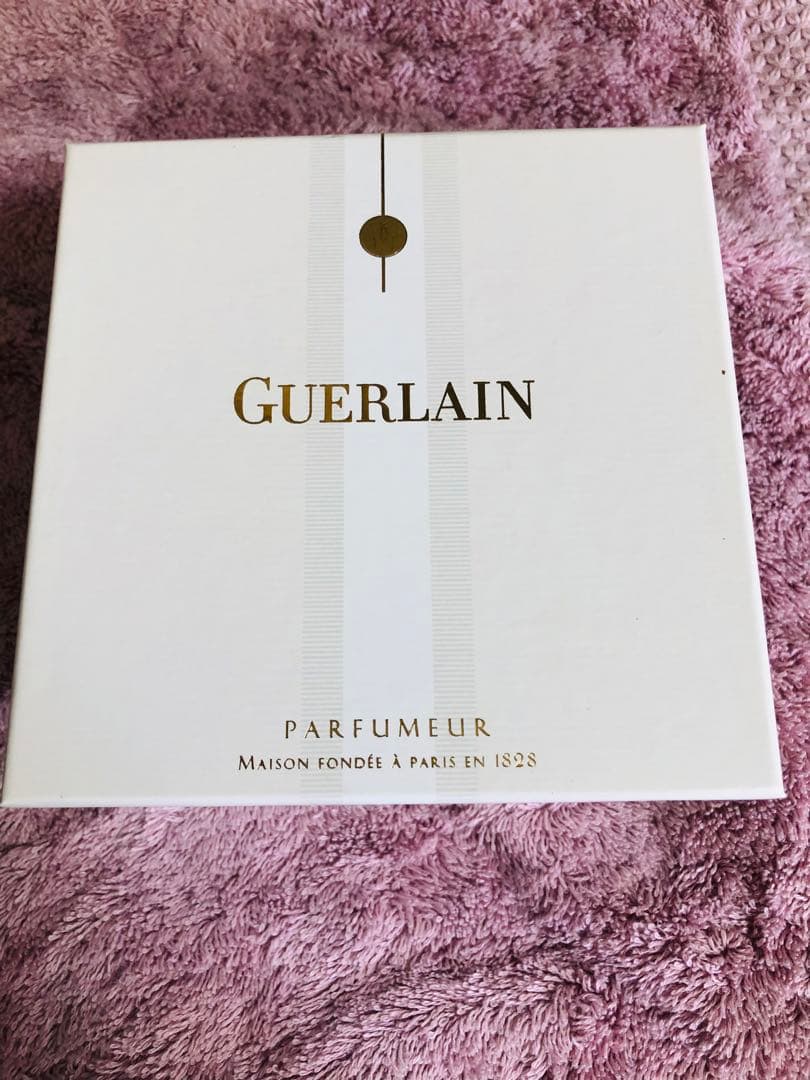 GUERLAIN
PARFUMEUR
MAISON FONDÉE À PARIS EN 1828